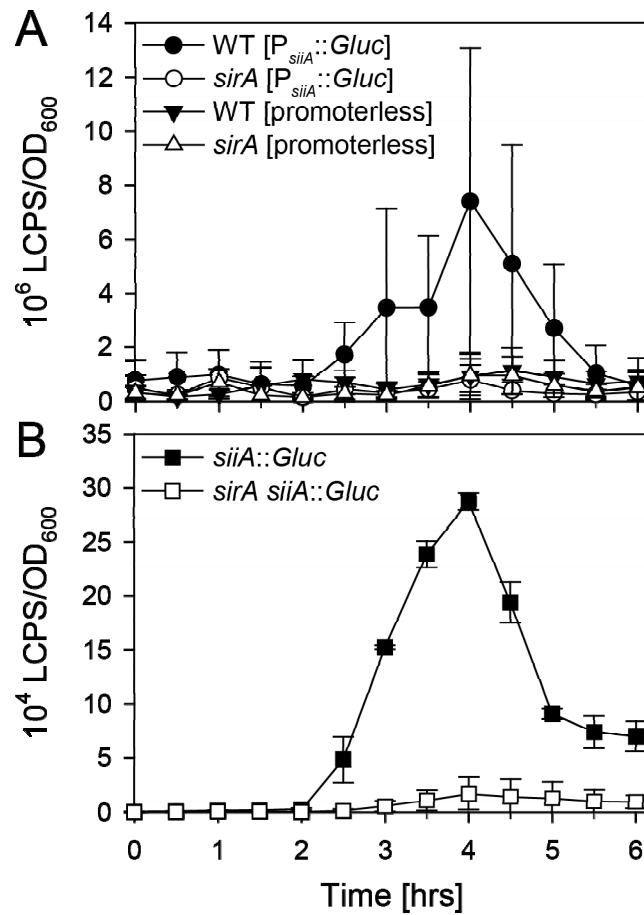 A
WT [PsiiA::Gluc]
sirA [PsiiA::Gluc]
WT [promoterless]
sirA [promoterless]
14
12
10
8
6
4
2
0
10⁶ LCPS/OD₆₀₀
B
siiA::Gluc
sirA siiA::Gluc
35
30
25
20
15
10
5
0
10⁴ LCPS/OD₆₀₀
0 1 2 3 4 5 6
Time [hrs]